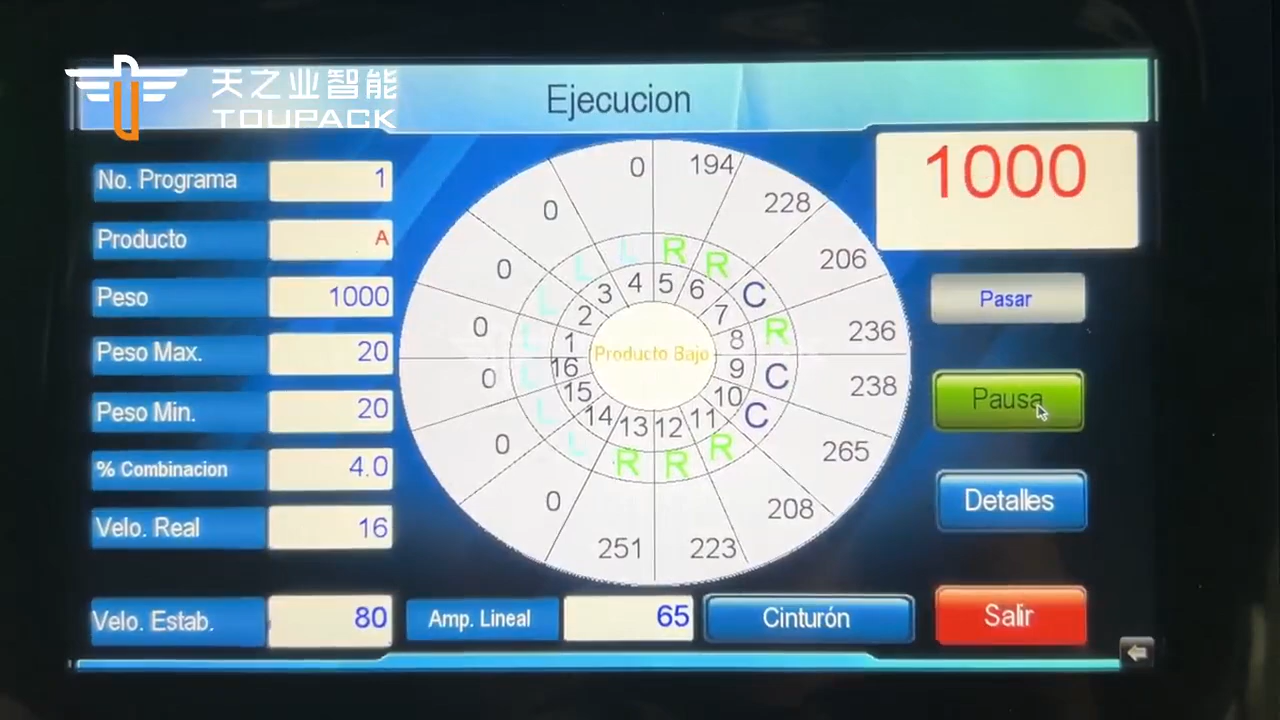 天之业智能
TOUPACK
Ejecucion
1000
No. Programa 1
Producto A
Peso 1000
Peso Max. 20
Peso Min. 20
% Combinacion 4.0
Velo. Real 16
Velo. Estab. 80
Amp. Lineal 65
Cinturón
Pasar
Pausa
Detalles
Salir
0 194
0 228
0 206
0 236
0 238
0 265
0 208
251 223
L R
L R
L C
L R
L C
L C
L R
R R
4 5
3 6
2 7
1 8
16 9
15 10
14 11
13 12
Producto Bajo